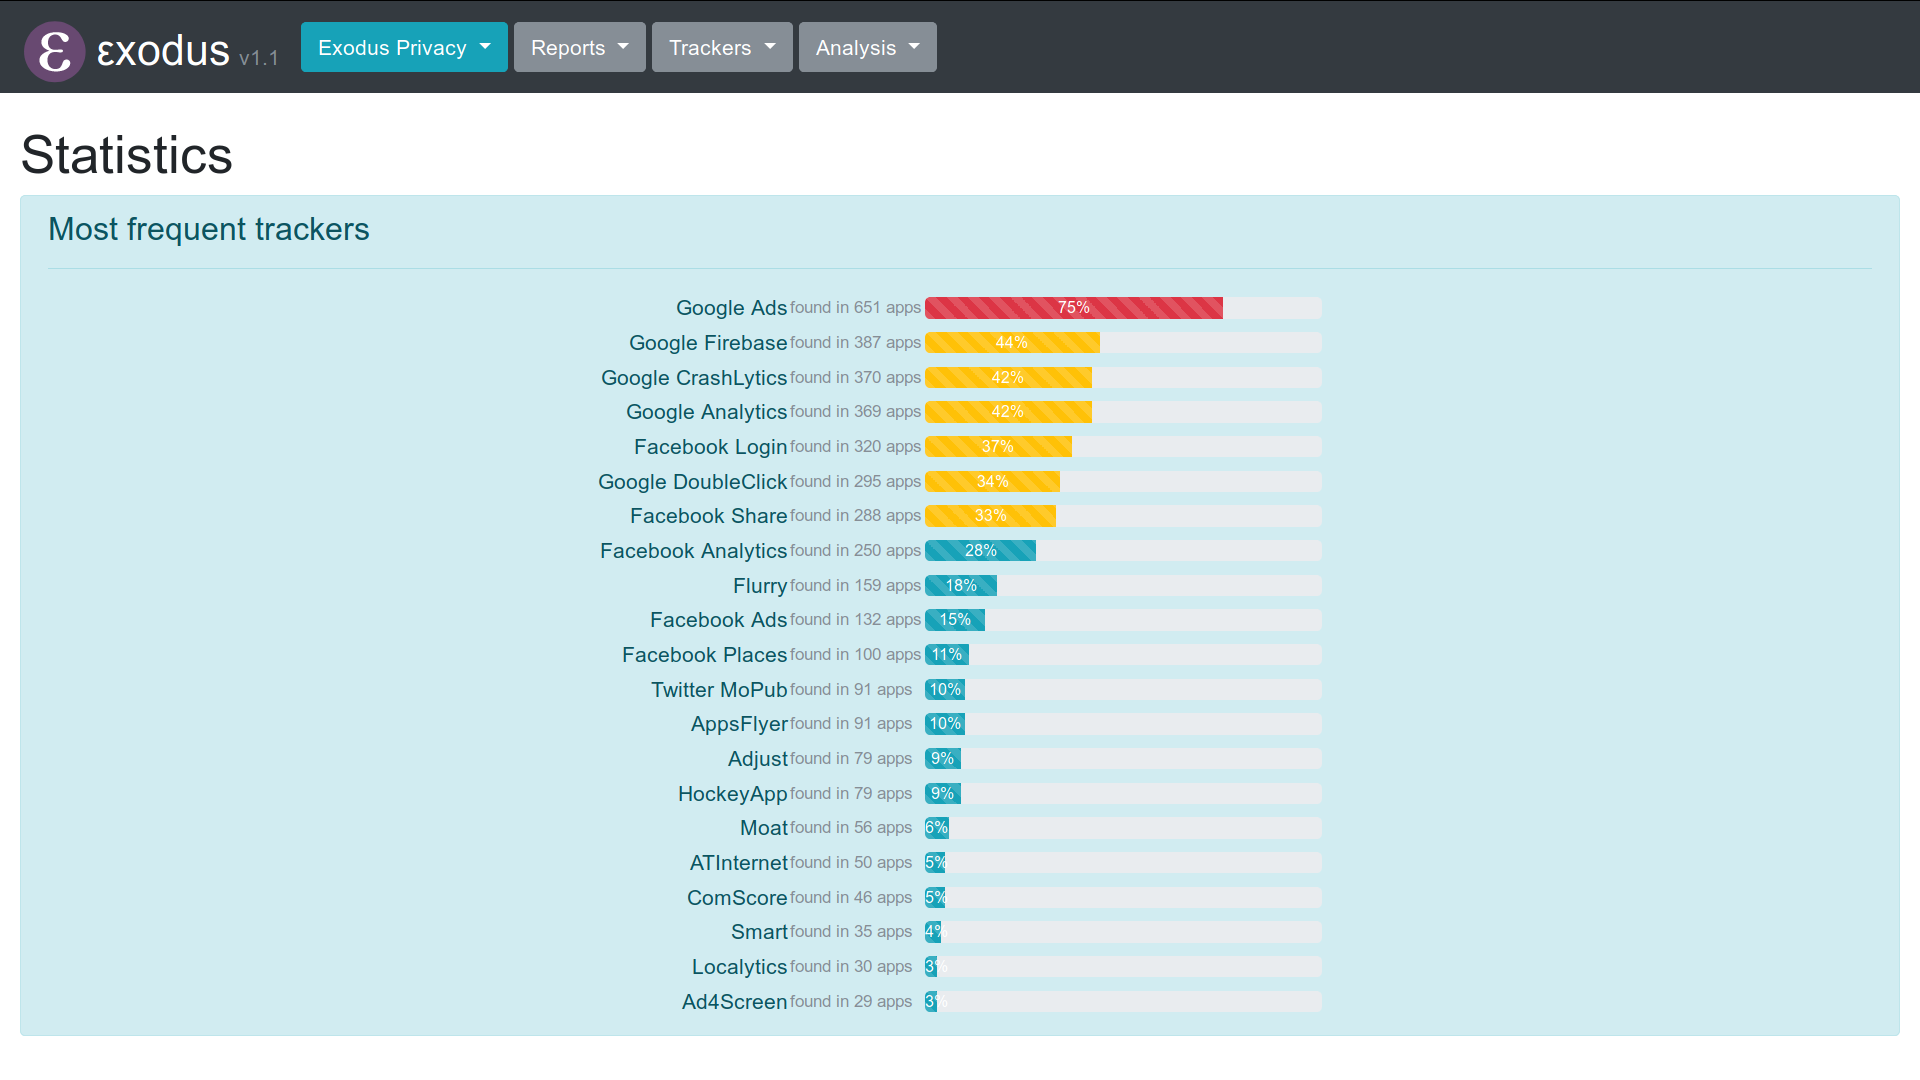 ε εxodus v1.1 Exodus Privacy Reports Trackers Analysis
Statistics
Most frequent trackers
Google Ads found in 651 apps 75%
Google Firebase found in 387 apps 44%
Google CrashLytics found in 370 apps 42%
Google Analytics found in 369 apps 42%
Facebook Login found in 320 apps 37%
Google DoubleClick found in 295 apps 34%
Facebook Share found in 288 apps 33%
Facebook Analytics found in 250 apps 28%
Flurry found in 159 apps 18%
Facebook Ads found in 132 apps 15%
Facebook Places found in 100 apps 11%
Twitter MoPub found in 91 apps 10%
AppsFlyer found in 91 apps 10%
Adjust found in 79 apps 9%
HockeyApp found in 79 apps 9%
Moat found in 56 apps 6%
ATInternet found in 50 apps 5%
ComScore found in 46 apps 5%
Smart found in 35 apps 4%
Localytics found in 30 apps 3%
Ad4Screen found in 29 apps 3%